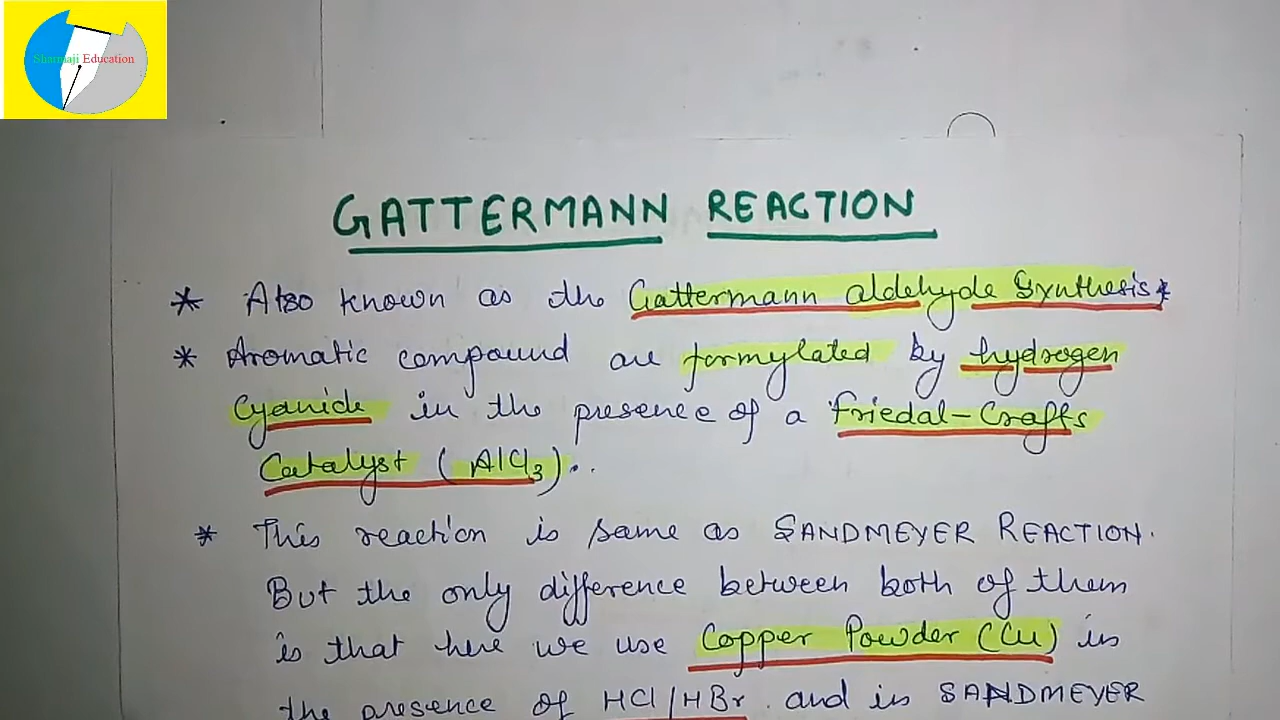 Sharmaji Education
GATTERMANN REACTION
* Also known as the Gattermann aldehyde Synthesis*
* Aromatic compound are formylated by hydrogen
Cyanide in the presence of a Friedal-Crafts
Catalyst (AlCl3)..
* This reaction is same as SANDMEYER REACTION.
But the only difference between both of them
is that here we use Copper Powder (Cu) in
the presence of HCl/HBr and in SANDMEYER